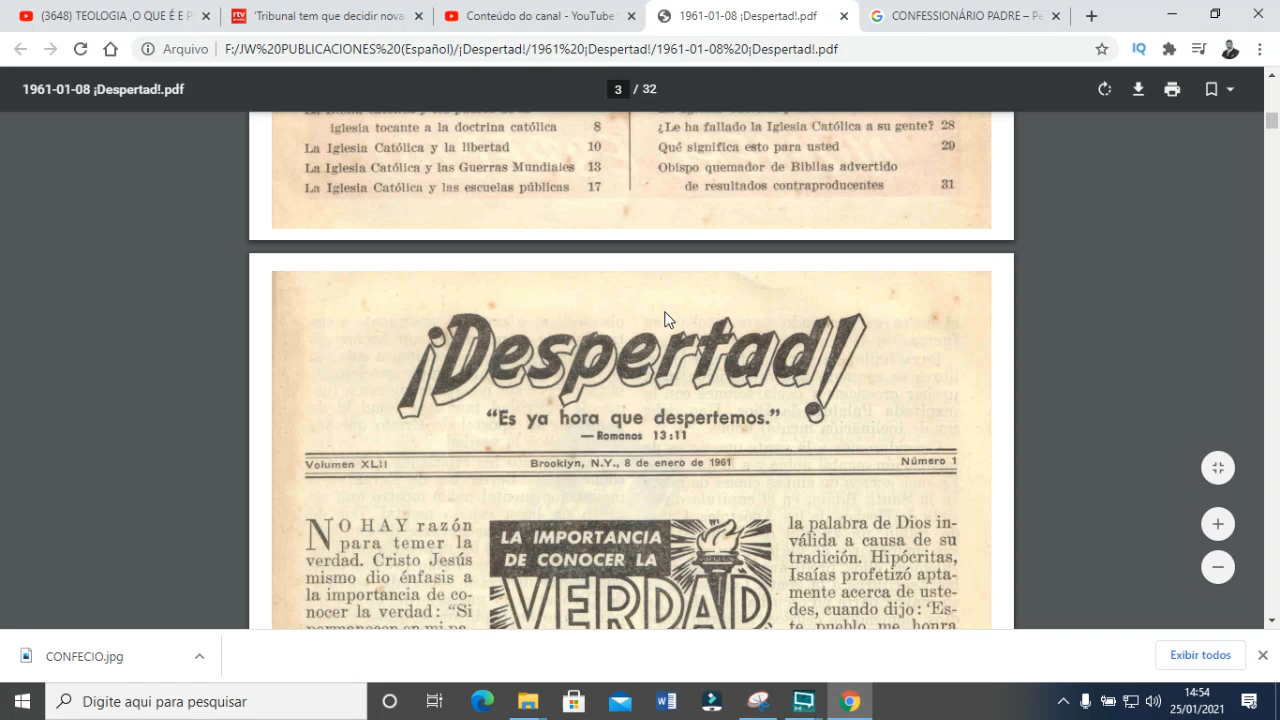 (3648) TEOLOGIA ,O QUE É E P
'Tribunal tem que decidir nova
Conteúdo do canal - YouTube
1961-01-08 ¡Despertad!.pdf
CONFESSIONÁRIO PADRE – Pe
Arquivo
F:/JW%20PUBLICACIONES%20(Español)/¡Despertad!/1961%20¡Despertad!/1961-01-08%20¡Despertad!.pdf
IQ
1961-01-08 ¡Despertad!.pdf
3 / 32
iglesia tocante a la doctrina católica 8
La Iglesia Católica y la libertad 10
La Iglesia Católica y las Guerras Mundiales 13
La Iglesia Católica y las escuelas públicas 17
¿Le ha fallado la Iglesia Católica a su gente? 28
Qué significa esto para usted 29
Obispo quemador de Biblias advertido
de resultados contraproducentes 31
¡Despertad!
“Es ya hora que despertemos.”
—Romanos 13:11
Volumen XLII
Brooklyn, N.Y., 8 de enero de 1961
Número 1
NO HAY razón
para temer la
verdad. Cristo Jesús
mismo dio énfasis a
la importancia de co-
nocer la verdad: “Si
permanecen en mi pa-
LA IMPORTANCIA
DE CONOCER LA
VERDAD
la palabra de Dios in-
válida a causa de su
tradición. Hipócritas,
Isaías profetizó apta-
mente acerca de uste-
des, cuando dijo: ‘Es-
te pueblo me honra
CONFECIO.jpg
Exibir todos
Digite aqui para pesquisar
14:54
25/01/2021